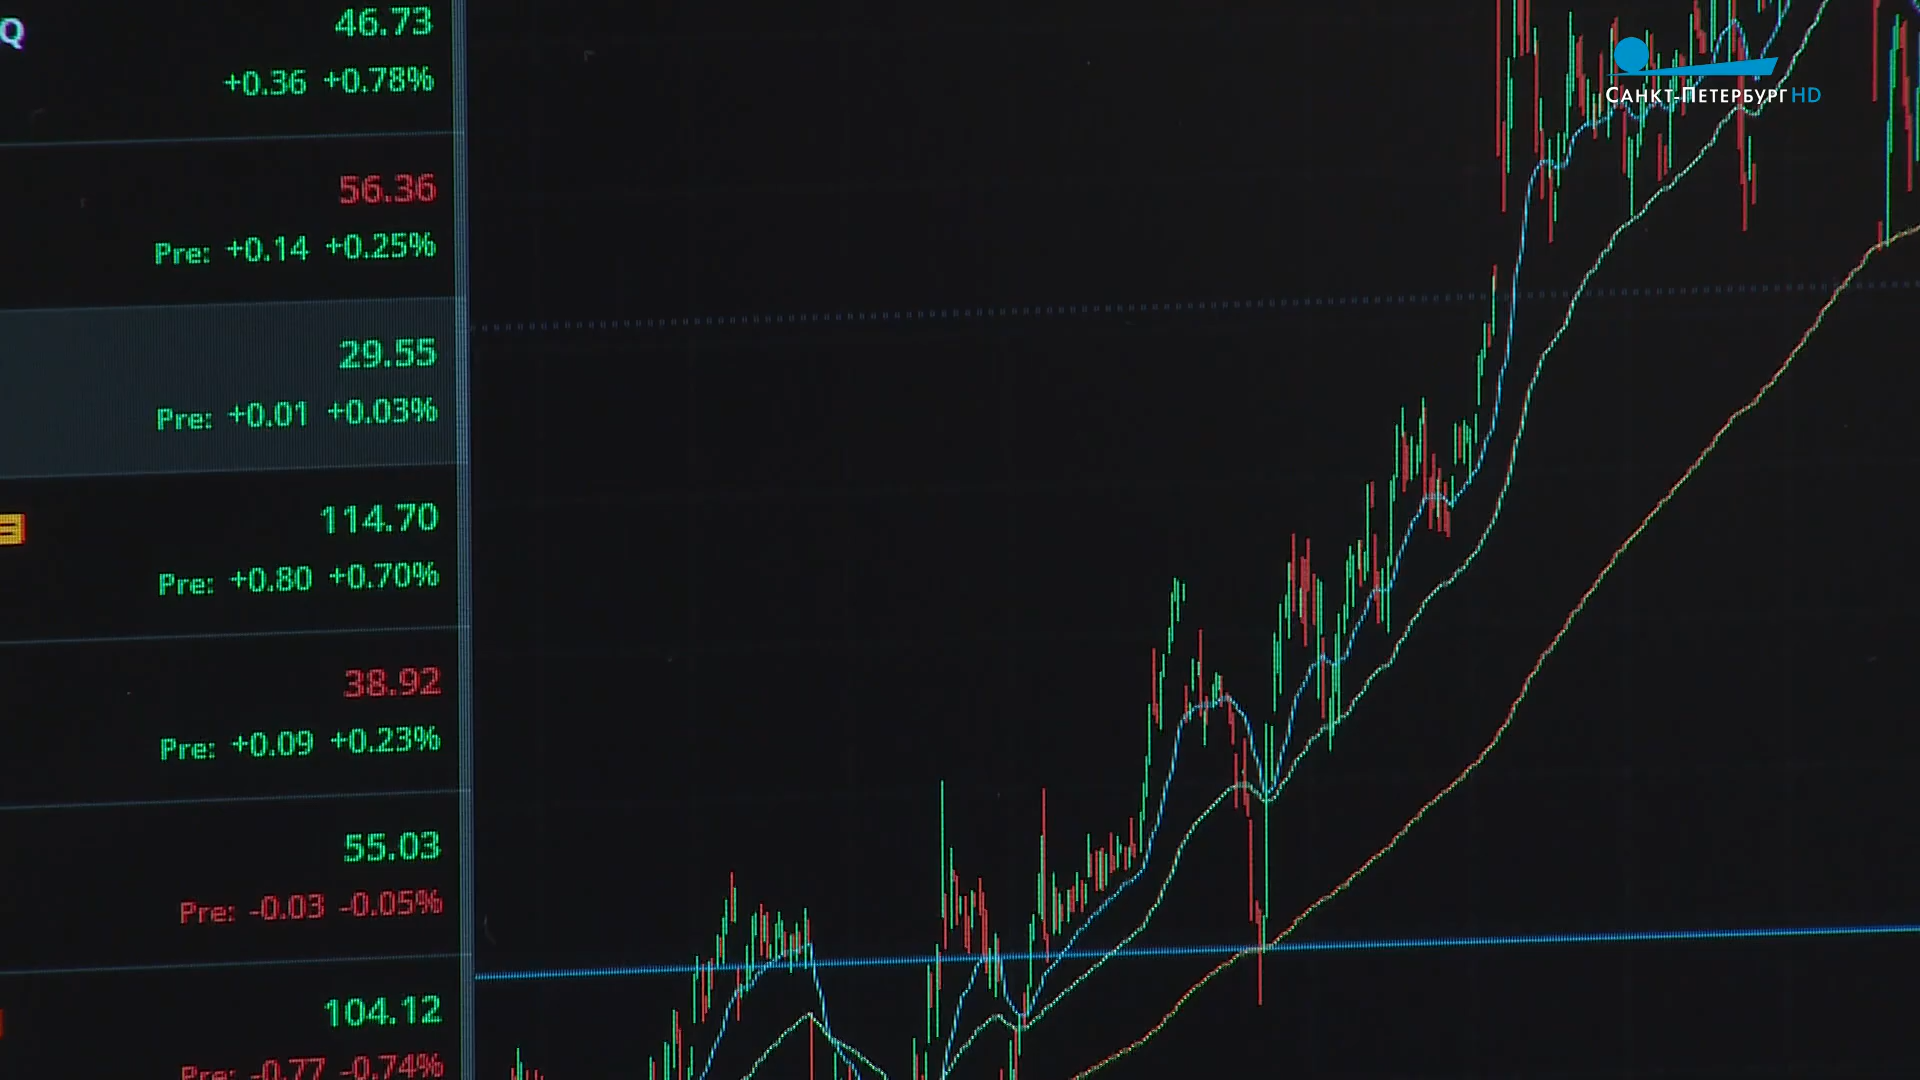 Q
46.73
+0.36 +0.78%
САНКТ-ПЕТЕРБУРГ HD
56.36
Pre: +0.14 +0.25%
29.55
Pre: +0.01 +0.03%
114.70
Pre: +0.80 +0.70%
38.92
Pre: +0.09 +0.23%
55.03
Pre: -0.03 -0.05%
104.12
Pre: -0.77 -0.74%